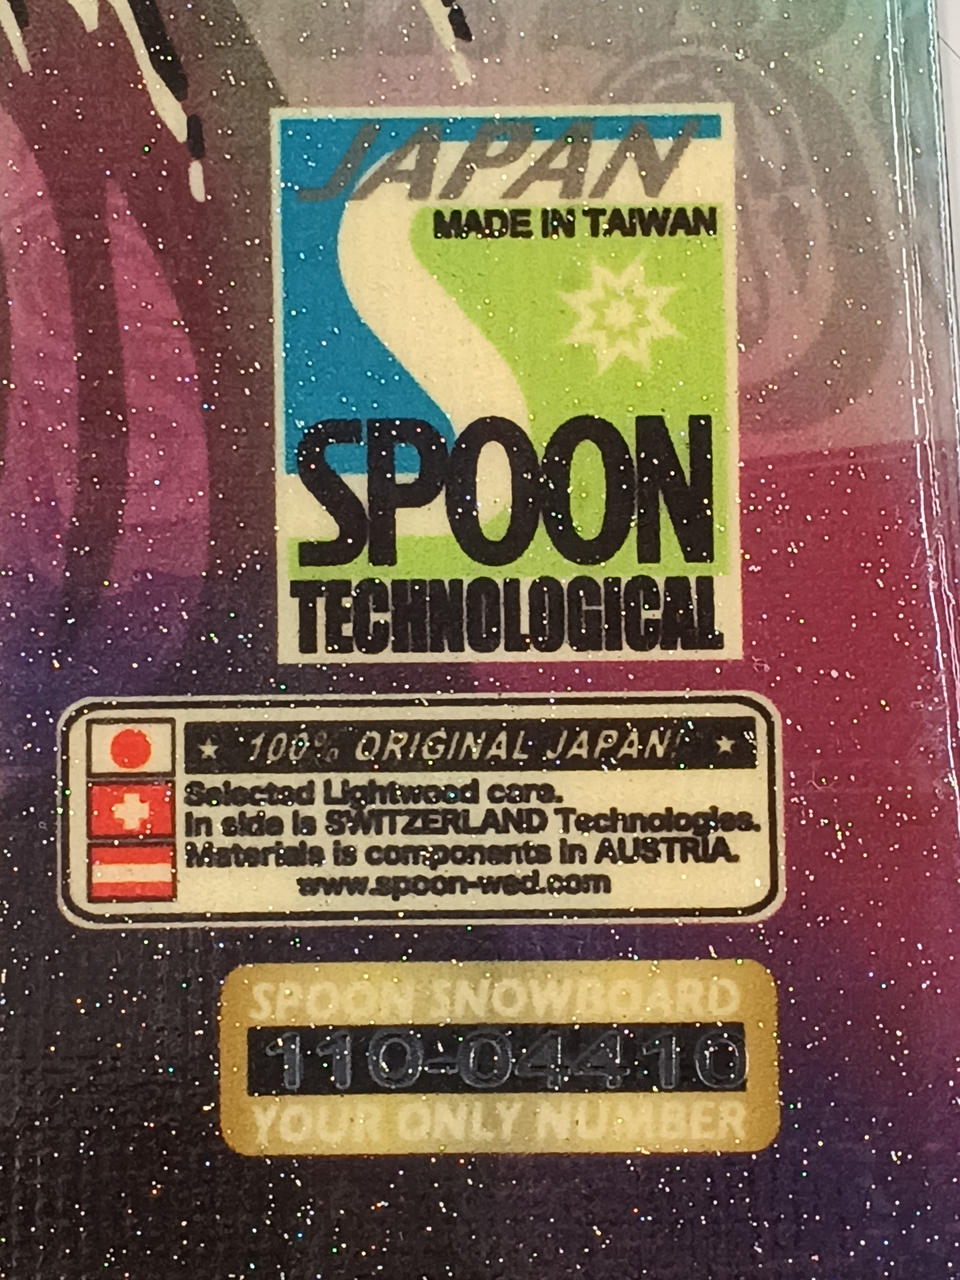 JAPAN
MADE IN TAIWAN
SPOON
TECHNOLOGICAL
100% ORIGINAL JAPAN!
Selected Lightwood core.
In side is SWITZERLAND Technologies.
Materials is components in AUSTRIA.
www.spoon-wed.com
SPOON SNOWBOARD
110-04410
YOUR ONLY NUMBER